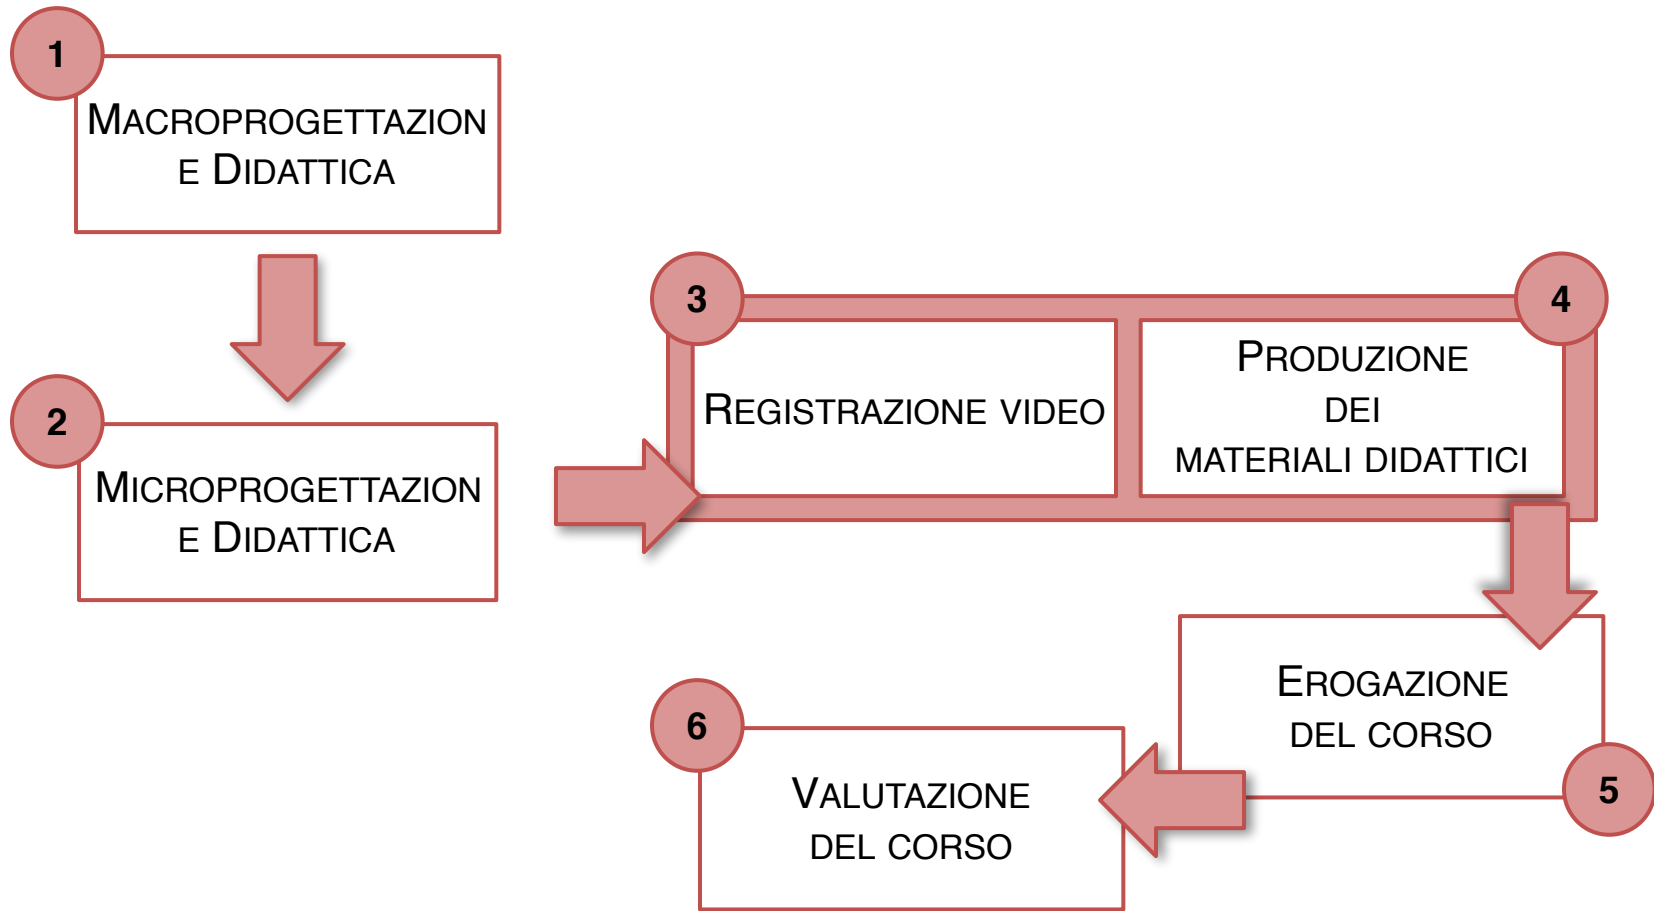 1
MACROPROGETTAZION
E DIDATTICA
2
MICROPROGETTAZION
E DIDATTICA
3
REGISTRAZIONE VIDEO
4
PRODUZIONE
DEI
MATERIALI DIDATTICI
EROGAZIONE
DEL CORSO
5
6
VALUTAZIONE
DEL CORSO